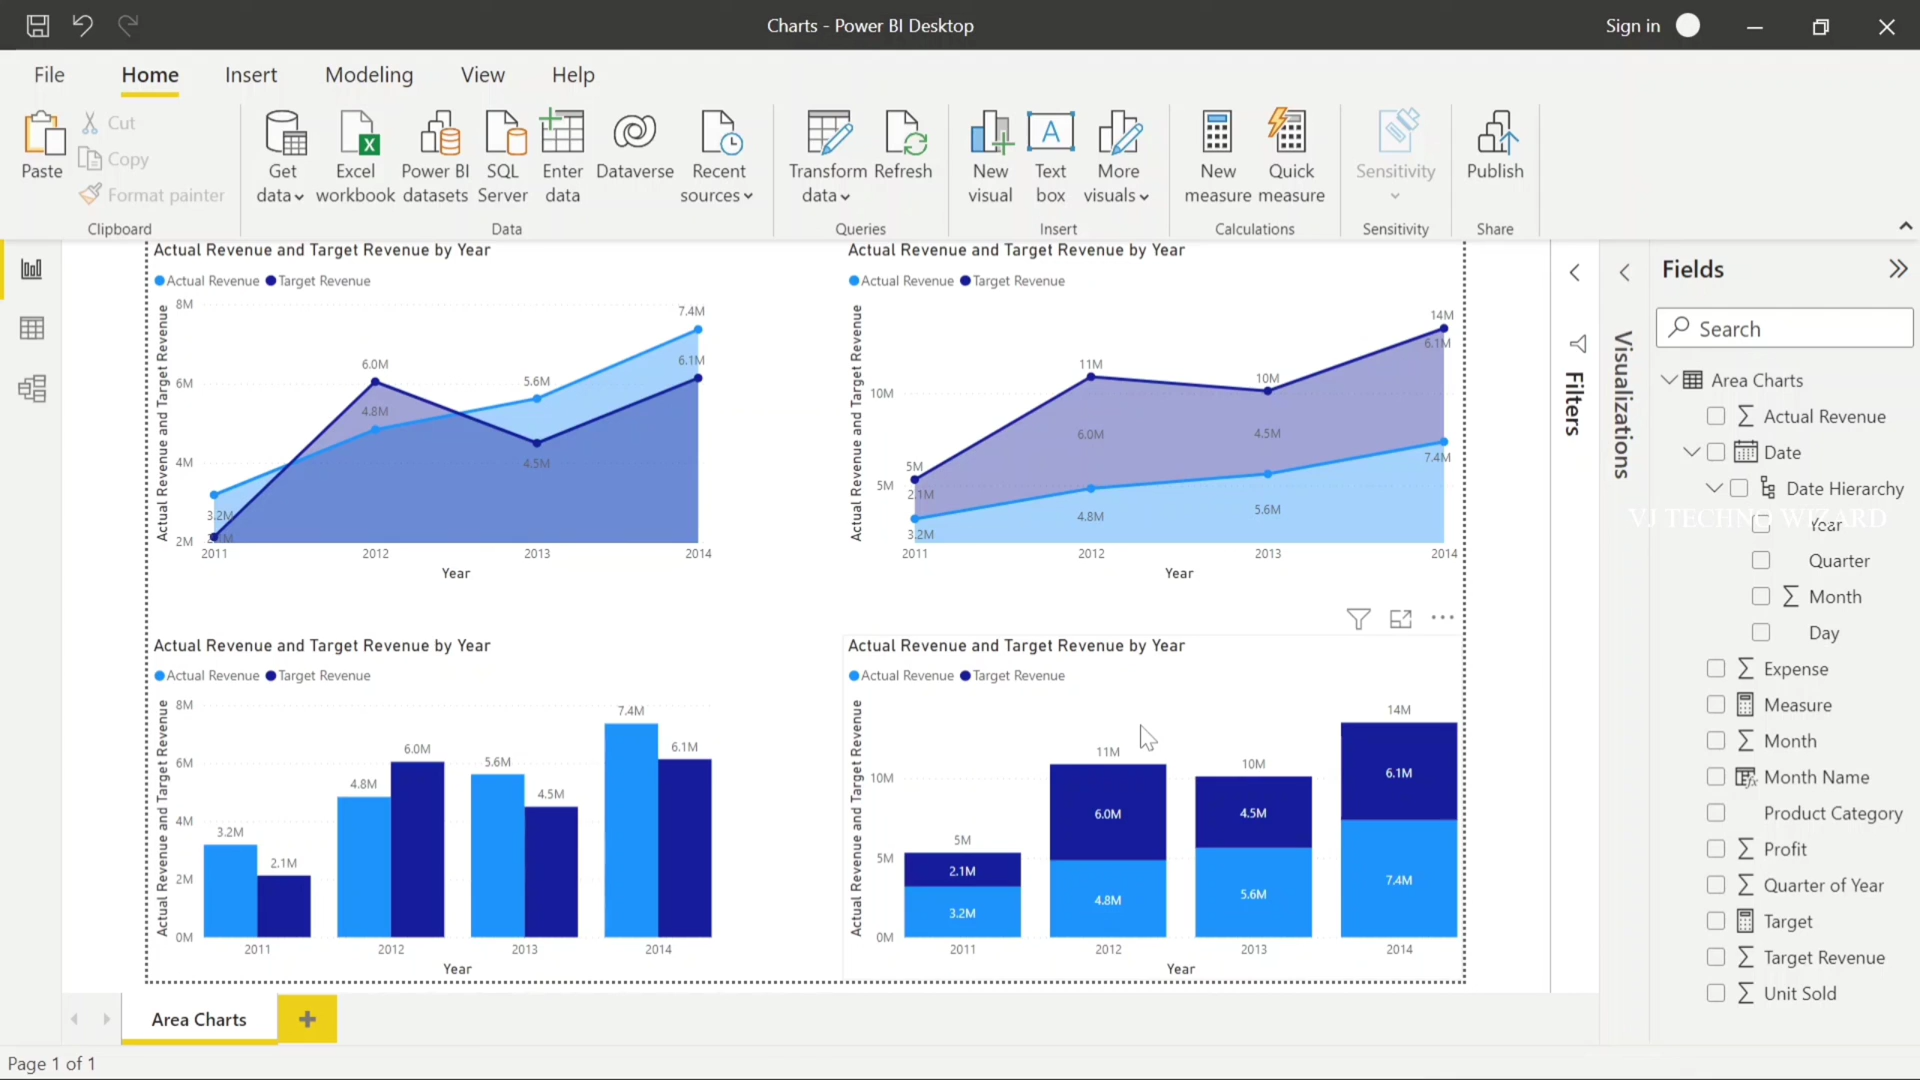 Charts - Power BI Desktop
Sign in
File Home Insert Modeling View Help
Paste
Cut
Copy
Format painter
Clipboard
Get data
Excel workbook
Power BI datasets
SQL Server
Enter data
Dataverse
Recent sources
Data
Transform data
Refresh
Queries
New visual
Text box
More visuals
Insert
New measure
Quick measure
Calculations
Sensitivity
Sensitivity
Publish
Share
Actual Revenue and Target Revenue by Year
Actual Revenue Target Revenue
Actual Revenue and Target Revenue
8M
6M
4M
2M
7.4M
6.1M
6.0M
4.8M
5.6M
4.5M
3.2M
2011 2012 2013 2014
Year
Actual Revenue and Target Revenue by Year
Actual Revenue Target Revenue
Actual Revenue and Target Revenue
10M
5M
14M
6.1M
11M
10M
6.0M
4.5M
5M
2.1M
7.4M
4.8M
5.6M
3.2M
2011 2012 2013 2014
Year
Actual Revenue and Target Revenue by Year
Actual Revenue Target Revenue
Actual Revenue and Target Revenue
8M
6M
4M
2M
0M
3.2M
2.1M
4.8M
6.0M
5.6M
4.5M
7.4M
6.1M
2011 2012 2013 2014
Year
Actual Revenue and Target Revenue by Year
Actual Revenue Target Revenue
Actual Revenue and Target Revenue
10M
5M
0M
5M
2.1M
3.2M
11M
6.0M
4.8M
10M
4.5M
5.6M
14M
6.1M
7.4M
2011 2012 2013 2014
Year
Filters
Visualizations
Fields
Search
Area Charts
Actual Revenue
Date
Date Hierarchy
VJ TECHNO WIZARD
Year
Quarter
Month
Day
Expense
Measure
Month
Month Name
Product Category
Profit
Quarter of Year
Target
Target Revenue
Unit Sold
Area Charts
Page 1 of 1